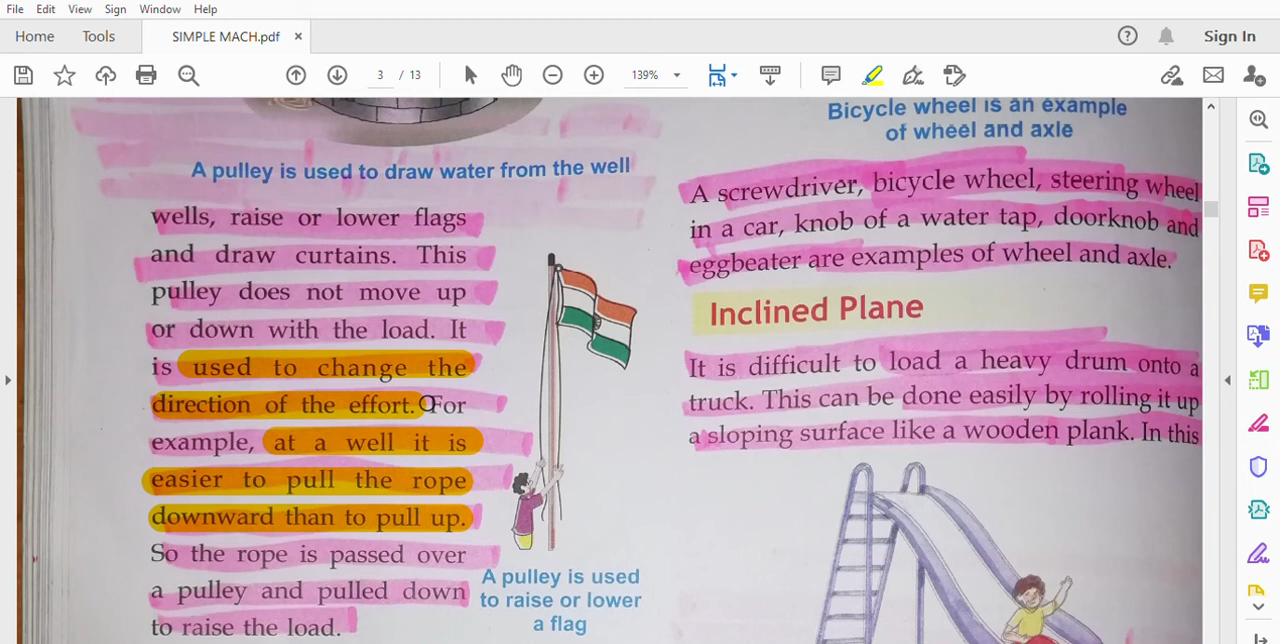 File Edit View Sign Window Help
Home Tools SIMPLE MACH.pdf × Sign In
3 / 13 139%
A pulley is used to draw water from the well
wells, raise or lower flags
and draw curtains. This
pulley does not move up
or down with the load. It
is used to change the
direction of the effort. For
example, at a well it is
easier to pull the rope
downward than to pull up.
So the rope is passed over
a pulley and pulled down
to raise the load.
A pulley is used
to raise or lower
a flag
Bicycle wheel is an example
of wheel and axle
A screwdriver, bicycle wheel, steering wheel
in a car, knob of a water tap, doorknob and
eggbeater are examples of wheel and axle.
Inclined Plane
It is difficult to load a heavy drum onto a
truck. This can be done easily by rolling it up
a sloping surface like a wooden plank. In this